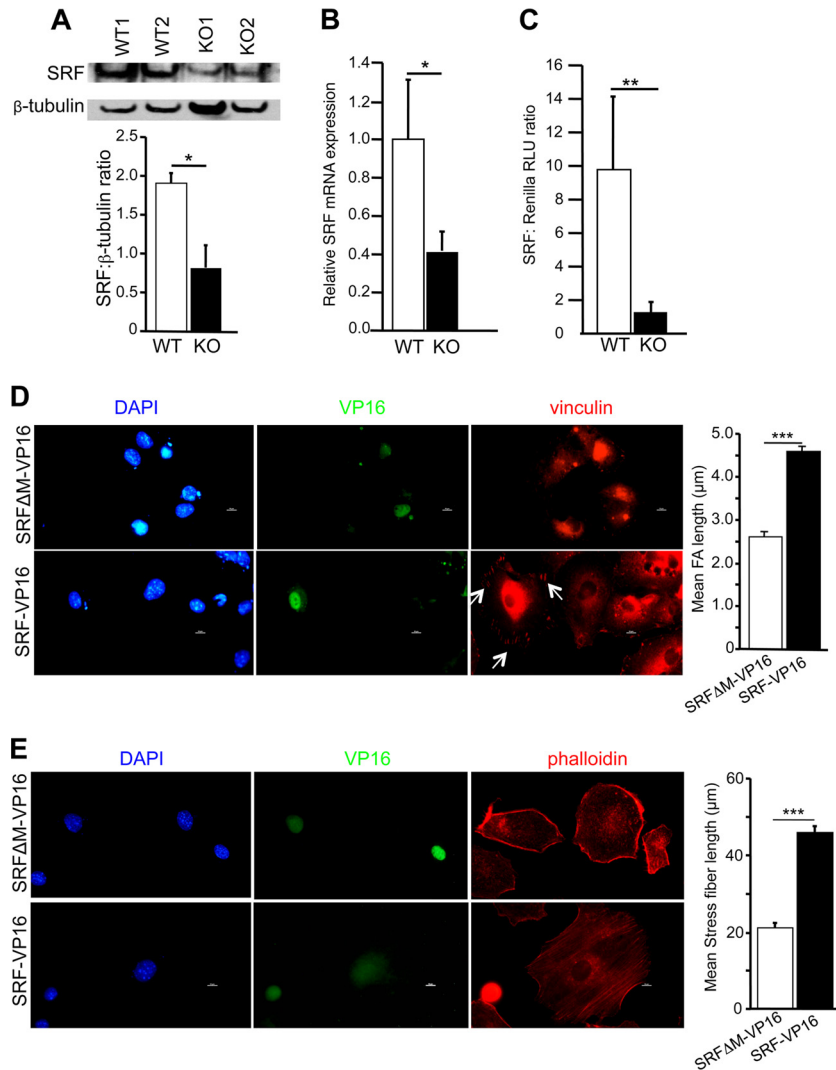 A
WT1 WT2 KO1 KO2
SRF
β-tubulin
SRF:β-tubulin ratio
2.5
2.0
1.5
1.0
0.5
0
*
WT KO
B
Relative SRF mRNA expression
1.4
1.2
1.0
0.8
0.6
0.4
0.2
0.0
*
WT KO
C
SRF: Renilla RLU ratio
16
14
12
10
8
6
4
2
0
**
WT KO
D
DAPI VP16 vinculin
SRFΔM-VP16
SRF-VP16
Mean FA length (μm)
5.0
4.0
3.0
2.0
1.0
0
***
SRFΔM-VP16
SRF-VP16
E
DAPI VP16 phalloidin
SRFΔM-VP16
SRF-VP16
Mean Stress fiber length (μm)
60
40
20
0
***
SRFΔM-VP16
SRF-VP16